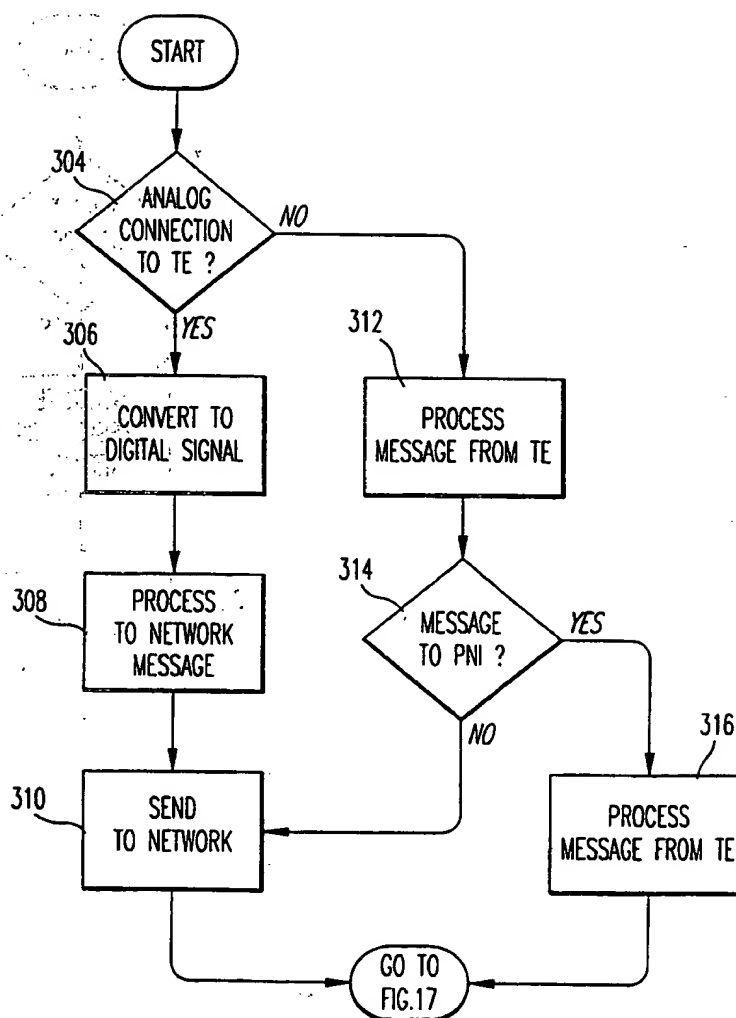 START
304
ANALOG
CONNECTION
TO TE ?
NO
YES
306
CONVERT TO
DIGITAL SIGNAL
312
PROCESS
MESSAGE FROM TE
308
PROCESS
TO NETWORK
MESSAGE
314
MESSAGE
TO PNI ?
YES
NO
310
SEND
TO NETWORK
316
PROCESS
MESSAGE FROM TE
GO TO
FIG.17